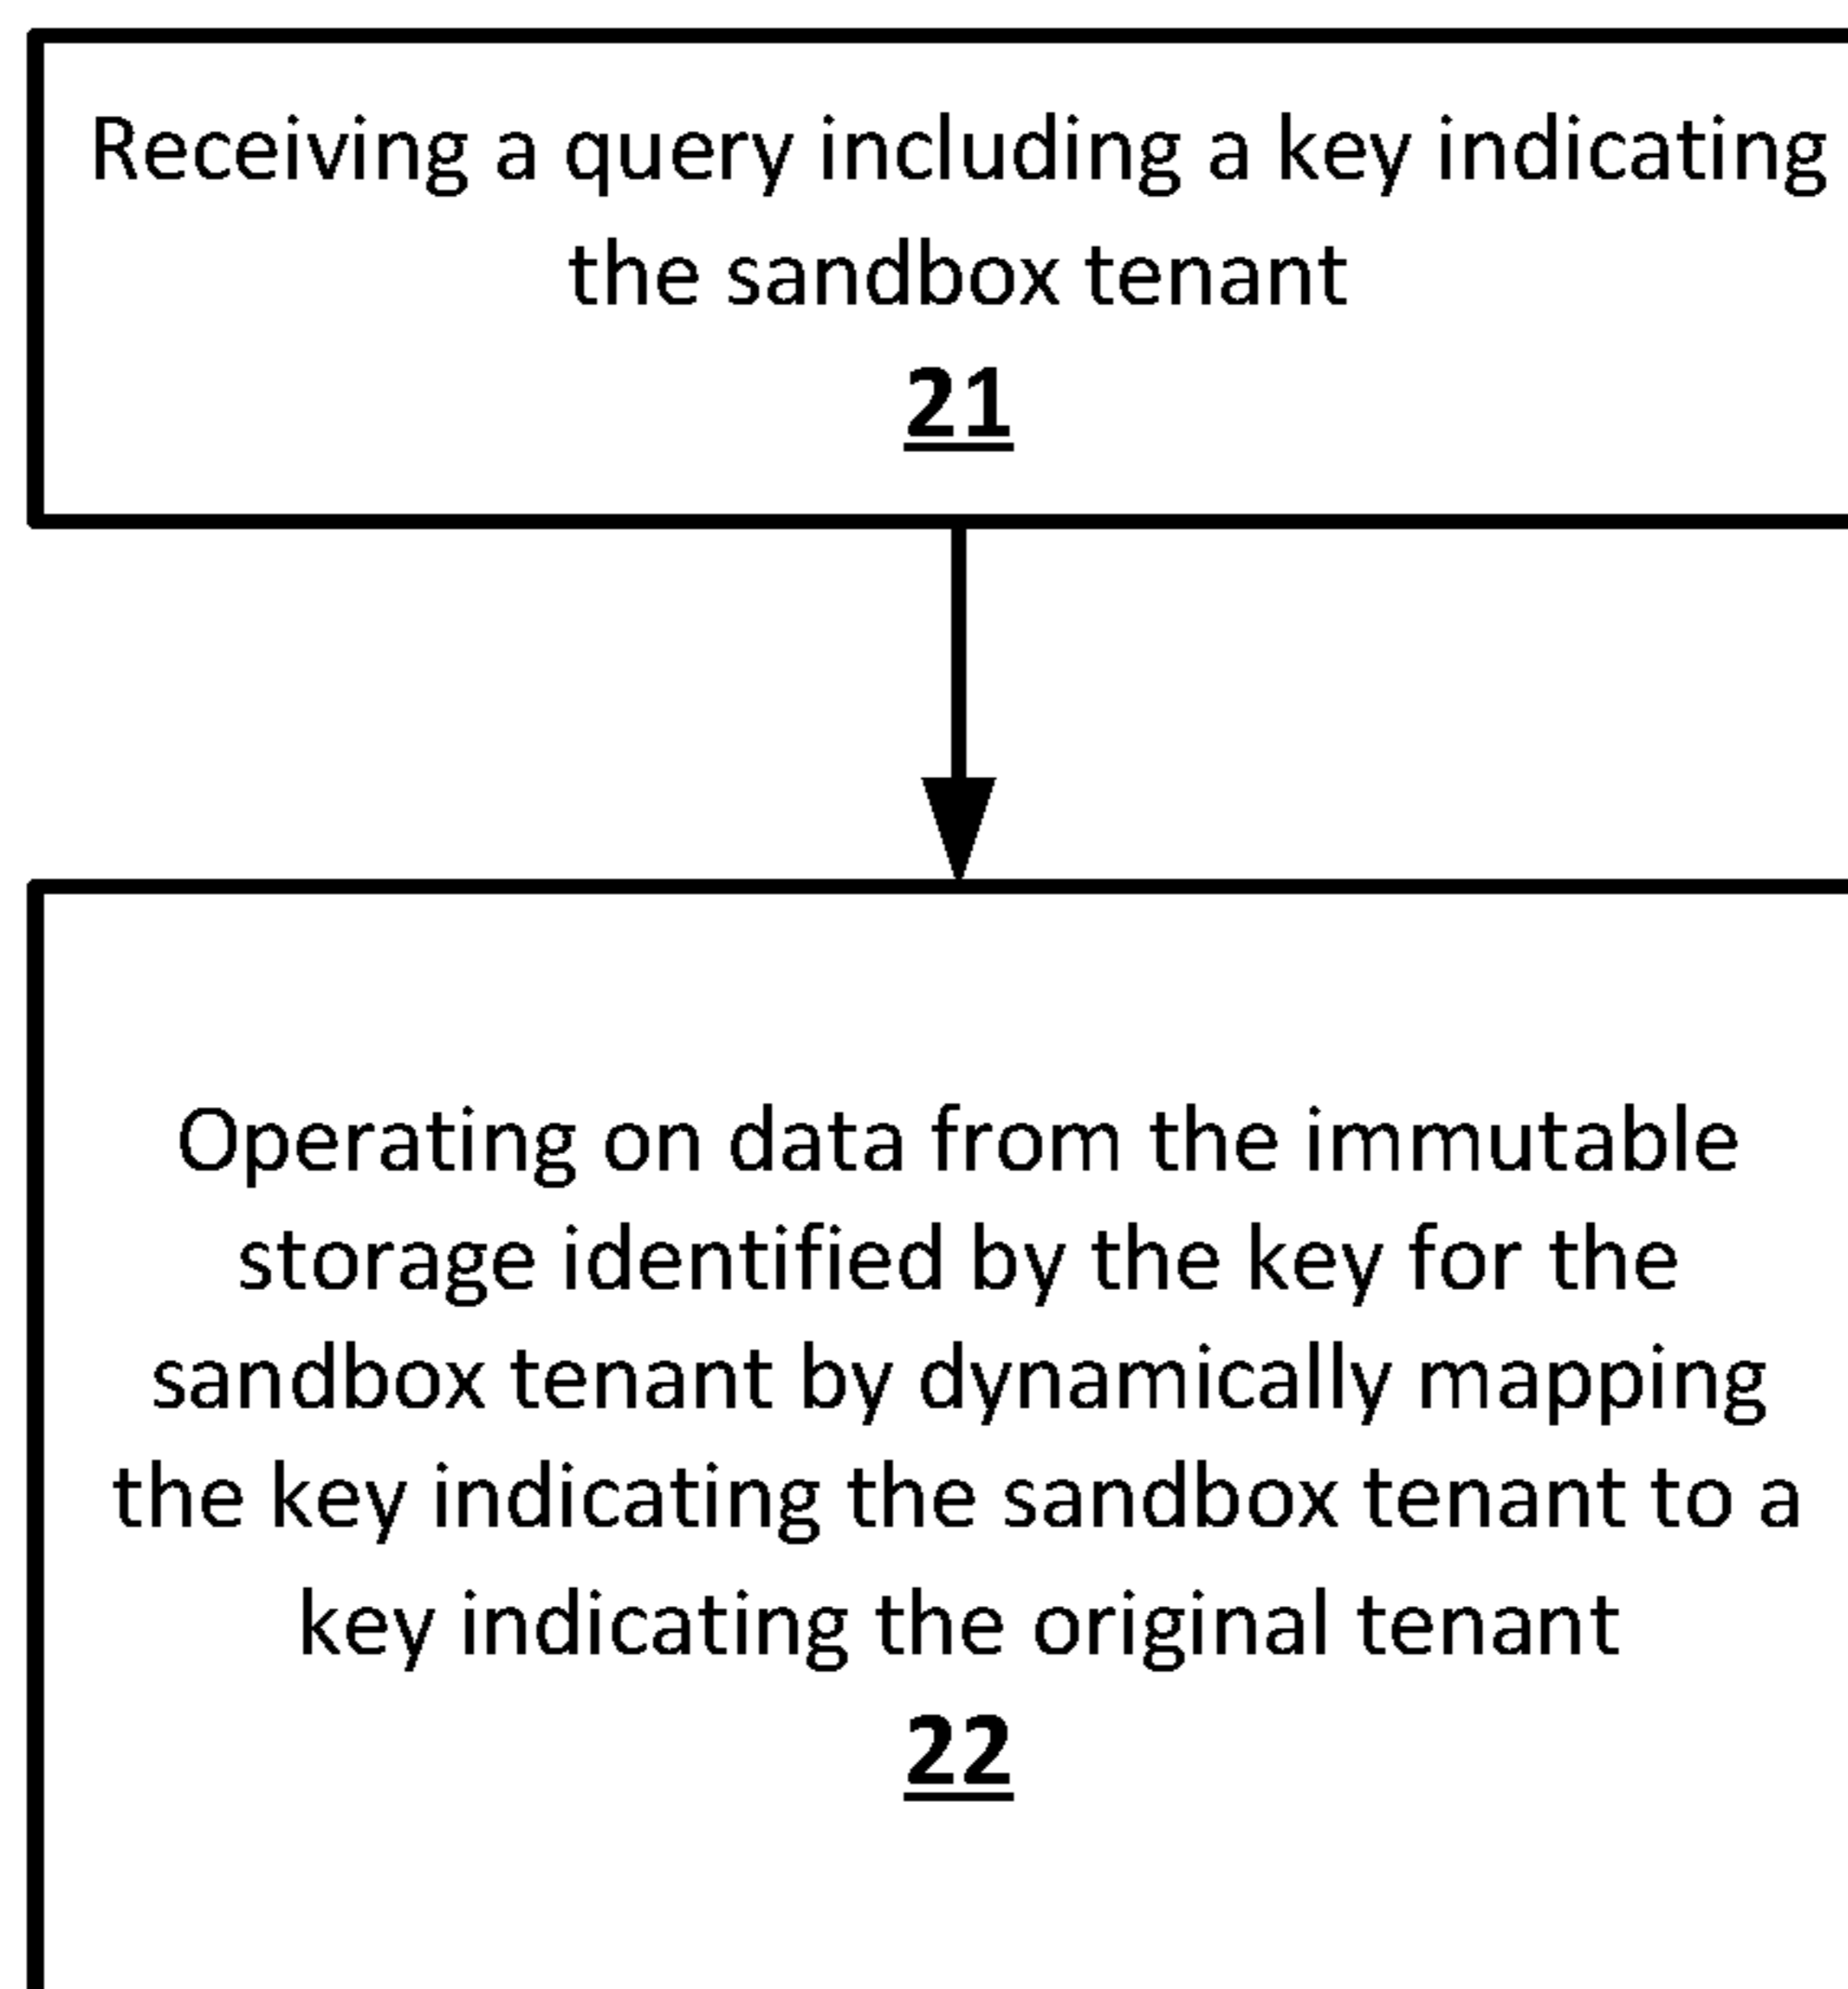 Receiving a query including a key indicating
the sandbox tenant
21
Operating on data from the immutable
storage identified by the key for the
sandbox tenant by dynamically mapping
the key indicating the sandbox tenant to a
key indicating the original tenant
22